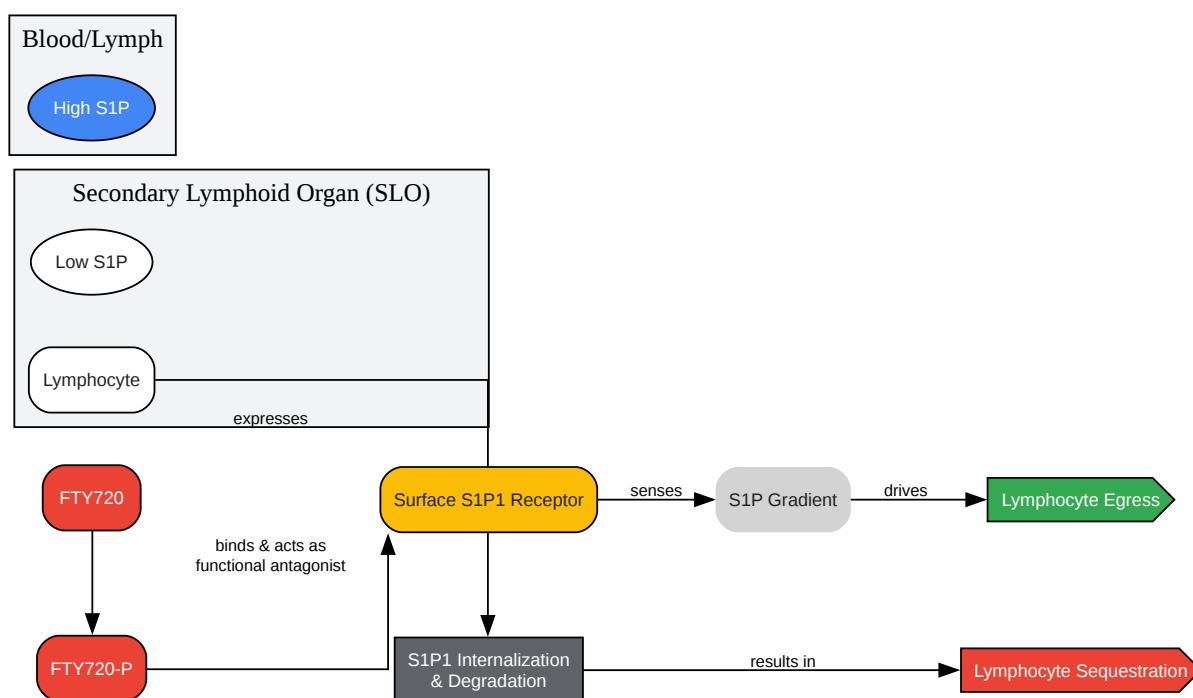 Blood/Lymph
High S1P
Secondary Lymphoid Organ (SLO)
Low S1P
Lymphocyte
expresses
FTY720
Surface S1P1 Receptor
senses
S1P Gradient
drives
Lymphocyte Egress
binds & acts as
functional antagonist
FTY720-P
S1P1 Internalization
& Degradation
results in
Lymphocyte Sequestration